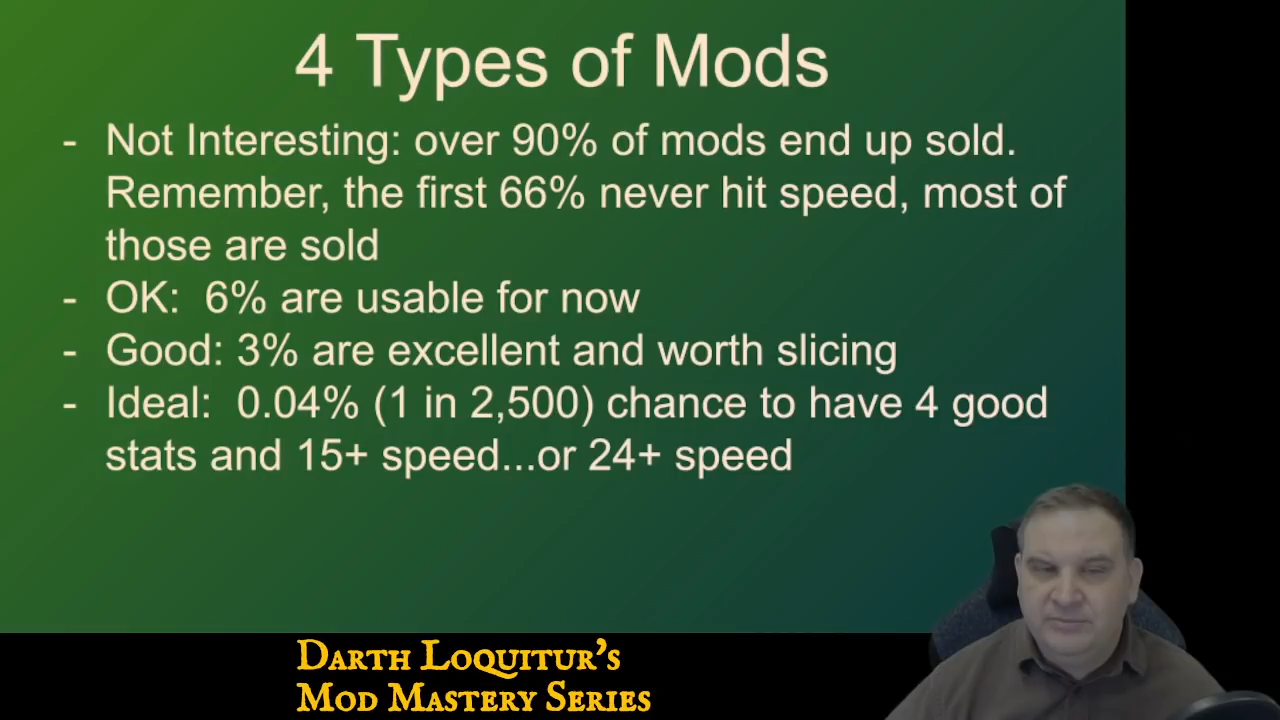 4 Types of Mods
- Not Interesting: over 90% of mods end up sold.
Remember, the first 66% never hit speed, most of
those are sold
- OK:  6% are usable for now
- Good: 3% are excellent and worth slicing
- Ideal:  0.04% (1 in 2,500) chance to have 4 good
stats and 15+ speed...or 24+ speed
Darth Loquitur's
Mod Mastery Series